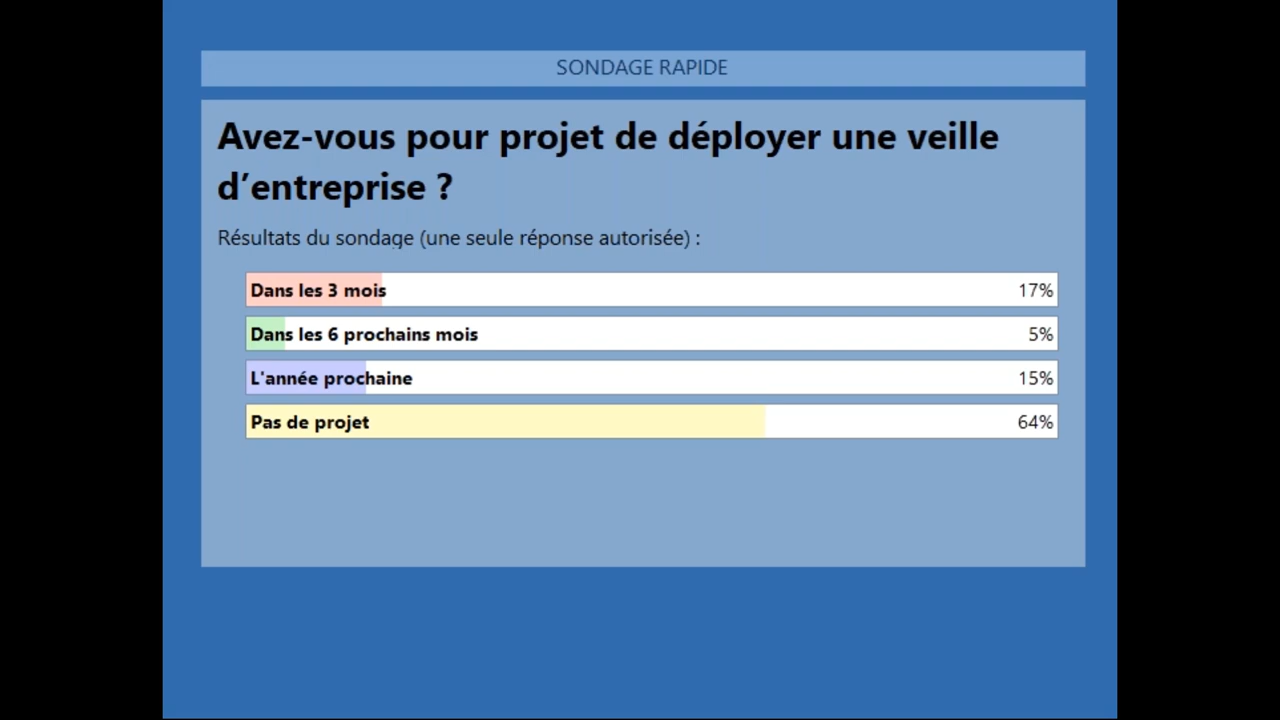 SONDAGE RAPIDE
Avez-vous pour projet de déployer une veille
d’entreprise ?
Résultats du sondage (une seule réponse autorisée) :
Dans les 3 mois 17%
Dans les 6 prochains mois 5%
L'année prochaine 15%
Pas de projet 64%